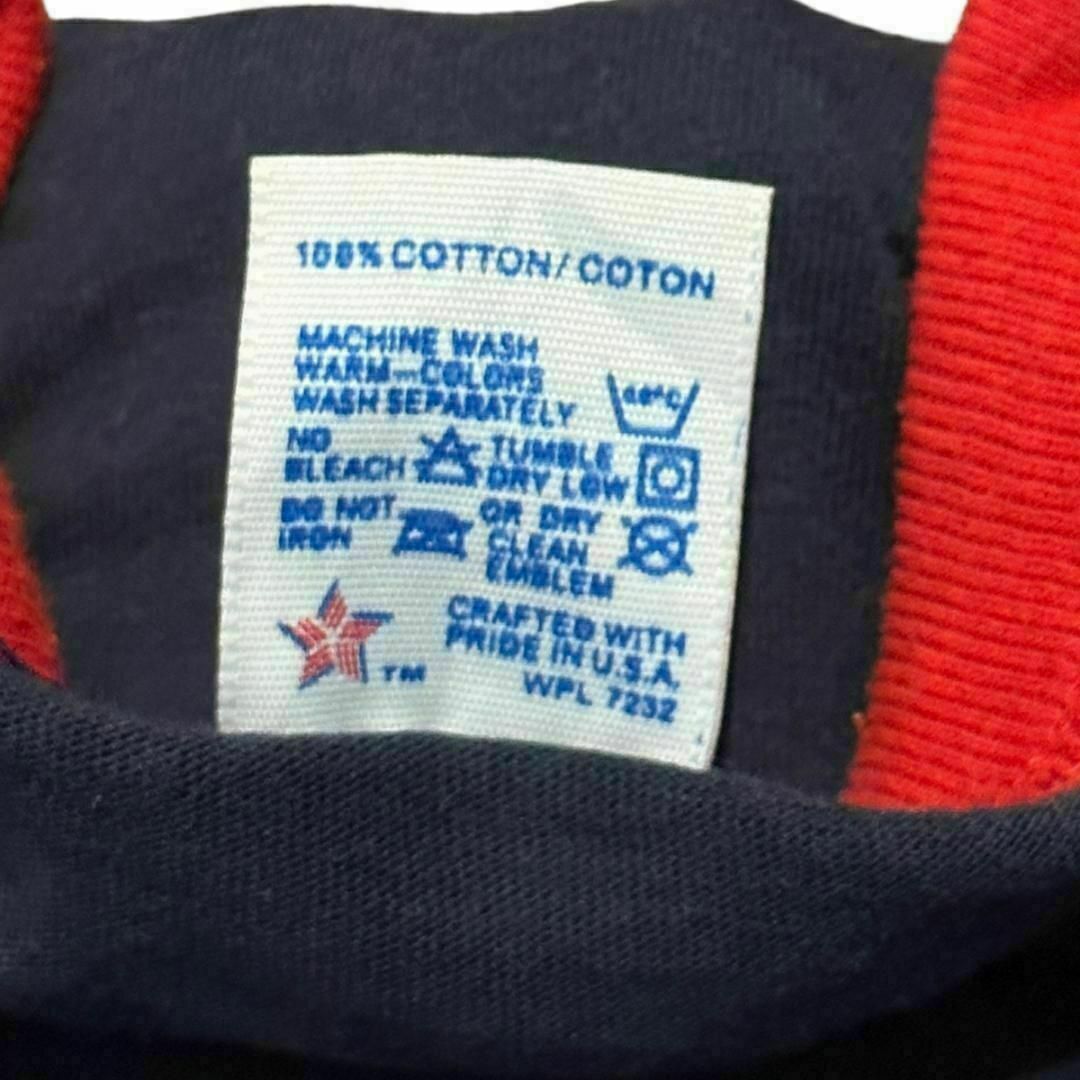 100% COTTON / COTON
MACHINE WASH
WARM—COLORS
WASH SEPARATELY
NO
BLEACH
TUMBLE
DRY LOW
DO NOT
IRON
OR DRY
CLEAN
EMBLEM
CRAFTED WITH
PRIDE IN U.S.A.
TM
WPL 7232